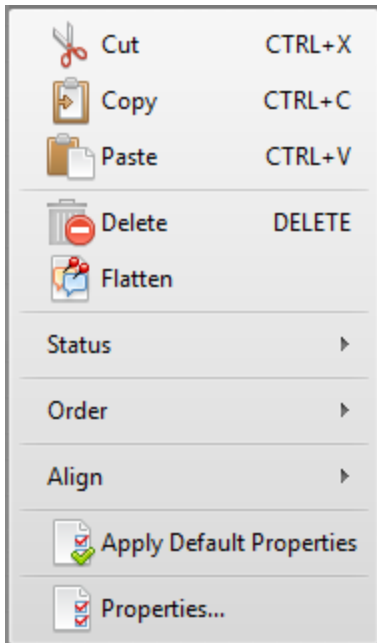 Cut CTRL+X
Copy CTRL+C
Paste CTRL+V
Delete DELETE
Flatten
Status
Order
Align
Apply Default Properties
Properties...